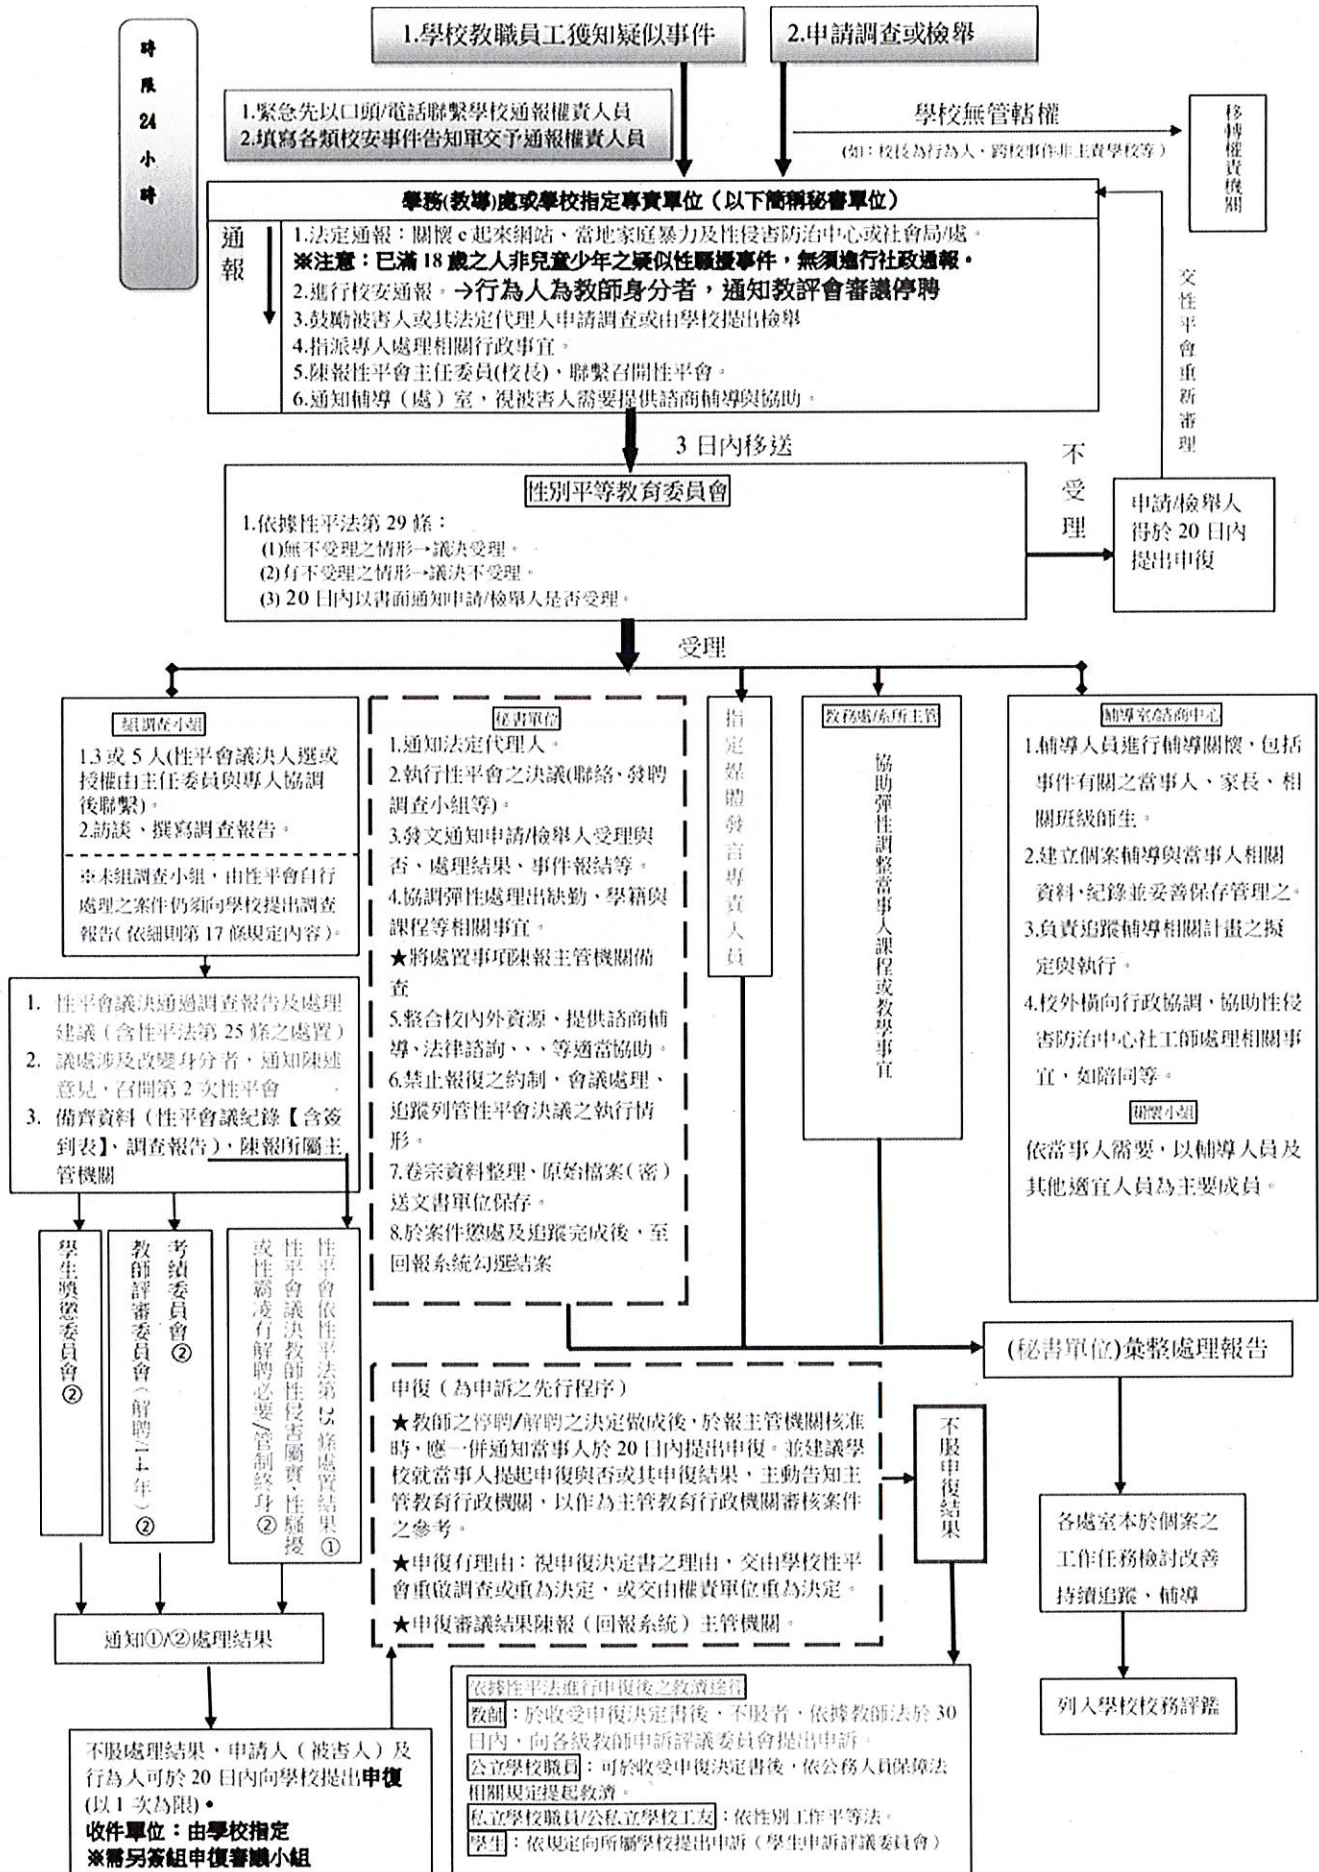 時限24小時
1.學校教職員工獲知疑似事件
2.申請調查或檢舉
1.緊急先以口頭/電話聯繫學校通報權責人員
2.填寫各類校安事件告知單交予通報權責人員
學校無管轄權
(如：校長為行為人、跨校事件非主責學校等)
移轉權責機關
學務(教導)處或學校指定專責單位（以下簡稱秘書單位）
通報
1.法定通報：關懷e起來網站、當地家庭暴力及性侵害防治中心或社會局/處。
※注意：已滿18歲之人非兒童少年之疑似性騷擾事件，無須進行社政通報。
2.進行校安通報。→行為人為教師身分者，通知教評會審議停聘
3.鼓勵被害人或其法定代理人申請調查或由學校提出檢舉
4.指派專人處理相關行政事宜。
5.陳報性平會主任委員(校長)，聯繫召開性平會。
6.通知輔導（處）室，視被害人需要提供諮商輔導與協助。
交性平會重新審理
3日內移送
性別平等教育委員會
1.依據性平法第29條：
(1)無不受理之情形→議決受理。
(2)有不受理之情形→議決不受理。
(3) 20日內以書面通知申請/檢舉人是否受理。
不受理
申請/檢舉人
得於20日內
提出申復
受理
組調查小組
1.3或5人(性平會議決人選或
授權由主任委員與專人協調
後聯繫)。
2.訪談、撰寫調查報告。
※未組調查小組，由性平會自行
處理之案件仍須向學校提出調查
報告(依細則第17條規定內容)。
秘書單位
1.通知法定代理人。
2.執行性平會之決議(聯絡、發聘
調查小組等)。
3.發文通知申請/檢舉人受理與
否、處理結果、事件報結等。
4.協調彈性處理出缺勤、學籍與
課程等相關事宜。
★將處置事項陳報主管機關備
查
5.整合校內外資源、提供諮商輔
導、法律諮詢、、、等適當協助。
6.禁止報復之約制，會議處理、
追蹤列管性平會決議之執行情
形。
7.卷宗資料整理、原始檔案(密)
送文書單位保存。
8.於案件懲處及追蹤完成後，至
回報系統勾選結案
指定媒體發言專責人員
教務處/系所主管
協助彈性調整當事人課程或教學事宜
輔導室/諮商中心
1.輔導人員進行輔導關懷，包括
事件有關之當事人、家長、相
關班級師生。
2.建立個案輔導與當事人相關
資料，紀錄並妥善保存管理之。
3.負責追蹤輔導相關計畫之擬
定與執行。
4.校外橫向行政協調，協助性侵
害防治中心社工師處理相關事
宜，如陪同等。
關懷小組
依當事人需要，以輔導人員及
其他適宜人員為主要成員。
1. 性平會議決通過調查報告及處理
建議（含性平法第25條之處置）
2. 議處涉及改變身分者，通知陳述
意見，召開第2次性平會
3. 備齊資料（性平會議紀錄【含簽
到表】、調查報告），陳報所屬主
管機關
學生獎懲委員會②
考績委員會②
教師評審委員會（解聘/1-4年）②
性平會依性平法第25條處置結果①
性平會議決教師性侵害屬實、性騷擾
或性霸凌有解聘必要/管制終身②
通知①/②處理結果
(秘書單位)彙整處理報告
申復（為申訴之先行程序）
★教師之停聘/解聘之決定做成後，於報主管機關核准
時，應一併通知當事人於20日內提出申復。並建議學
校就當事人提起申復與否或其申復結果，主動告知主
管教育行政機關，以作為主管教育行政機關審核案件
之參考。
★申復有理由：視申復決定書之理由，交由學校性平
會重啟調查或重為決定，或交由權責單位重為決定。
★申復審議結果陳報（回報系統）主管機關。
不服申復結果
各處室本於個案之
工作任務檢討改善
持續追蹤、輔導
列入學校校務評鑑
不服處理結果，申請人（被害人）及
行為人可於20日內向學校提出申復
(以1次為限)。
收件單位：由學校指定
※需另簽組申復審議小組
依據性平法進行申復後之救濟途徑
教師：於收受申復決定書後，不服者，依據教師法於30
日內，向各級教師申訴評議委員會提出申訴。
公立學校職員：可於收受申復決定書後，依公務人員保障法
相關規定提起救濟。
私立學校職員/公私立學校工友：依性別工作平等法。
學生：依規定向所屬學校提出申訴（學生申訴評議委員會）